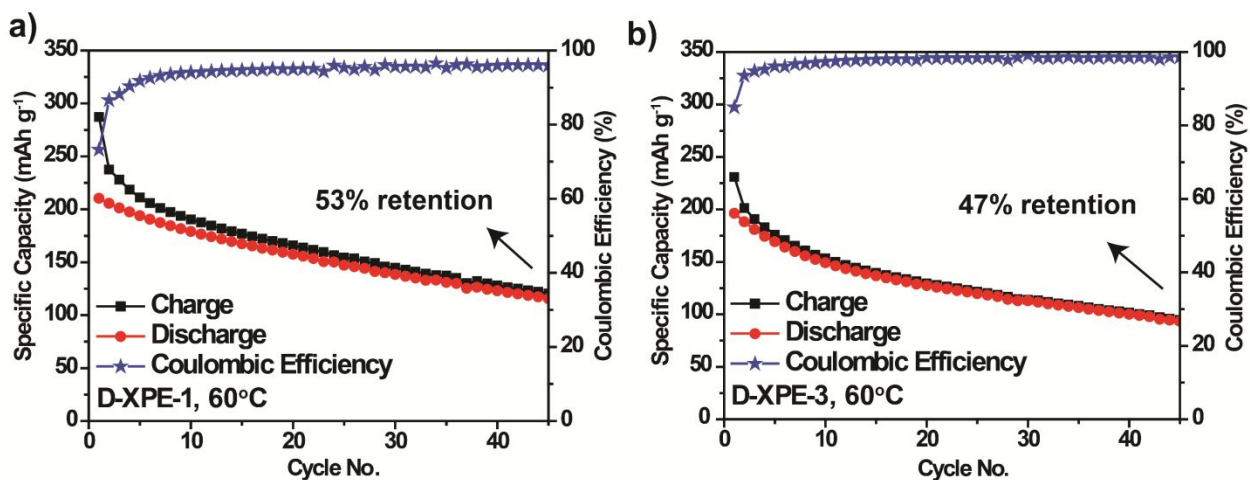 a)
350
300
250
200
150
100
50
0
Specific Capacity (mAh g⁻¹)
100
80
60
40
20
0
Coulombic Efficiency (%)
53% retention
Charge
Discharge
Coulombic Efficiency
D-XPE-1, 60°C
0 10 20 30 40
Cycle No.
b)
350
300
250
200
150
100
50
0
Specific Capacity (mAh g⁻¹)
100
80
60
40
20
0
Coulombic Efficiency (%)
47% retention
Charge
Discharge
Coulombic Efficiency
D-XPE-3, 60°C
0 10 20 30 40
Cycle No.